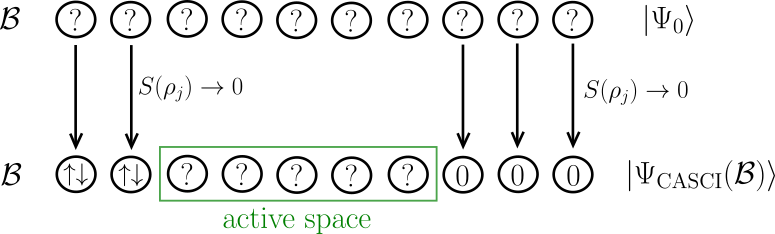 𝓑 ? ? ? ? ? ? ? ? ? ? |Ψ₀⟩
S(ρⱼ) → 0 S(ρⱼ) → 0
𝓑 ↑↓ ↑↓ ? ? ? ? ? 0 0 0 |Ψ_CASCI(𝓑)⟩
active space